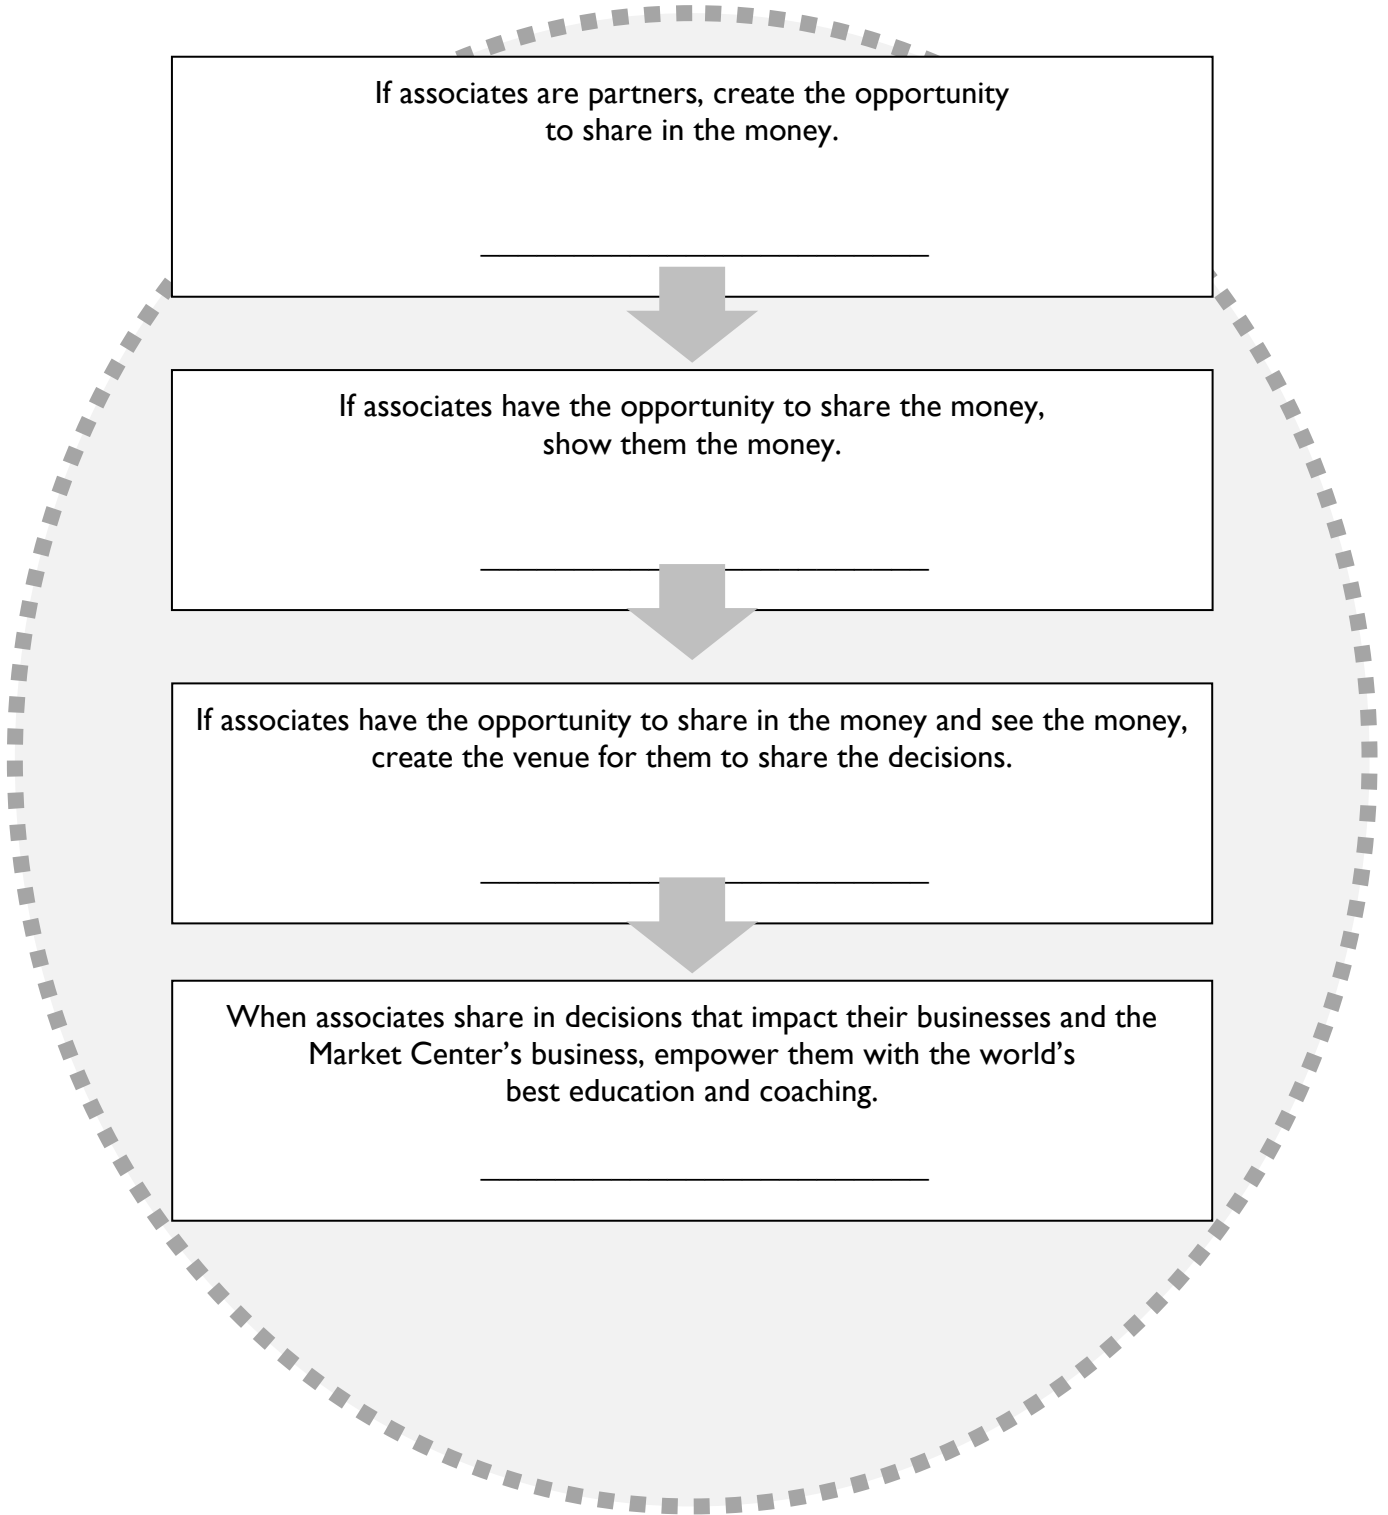 If associates are partners, create the opportunity
to share in the money.
If associates have the opportunity to share the money,
show them the money.
If associates have the opportunity to share in the money and see the money,
create the venue for them to share the decisions.
When associates share in decisions that impact their businesses and the
Market Center’s business, empower them with the world’s
best education and coaching.